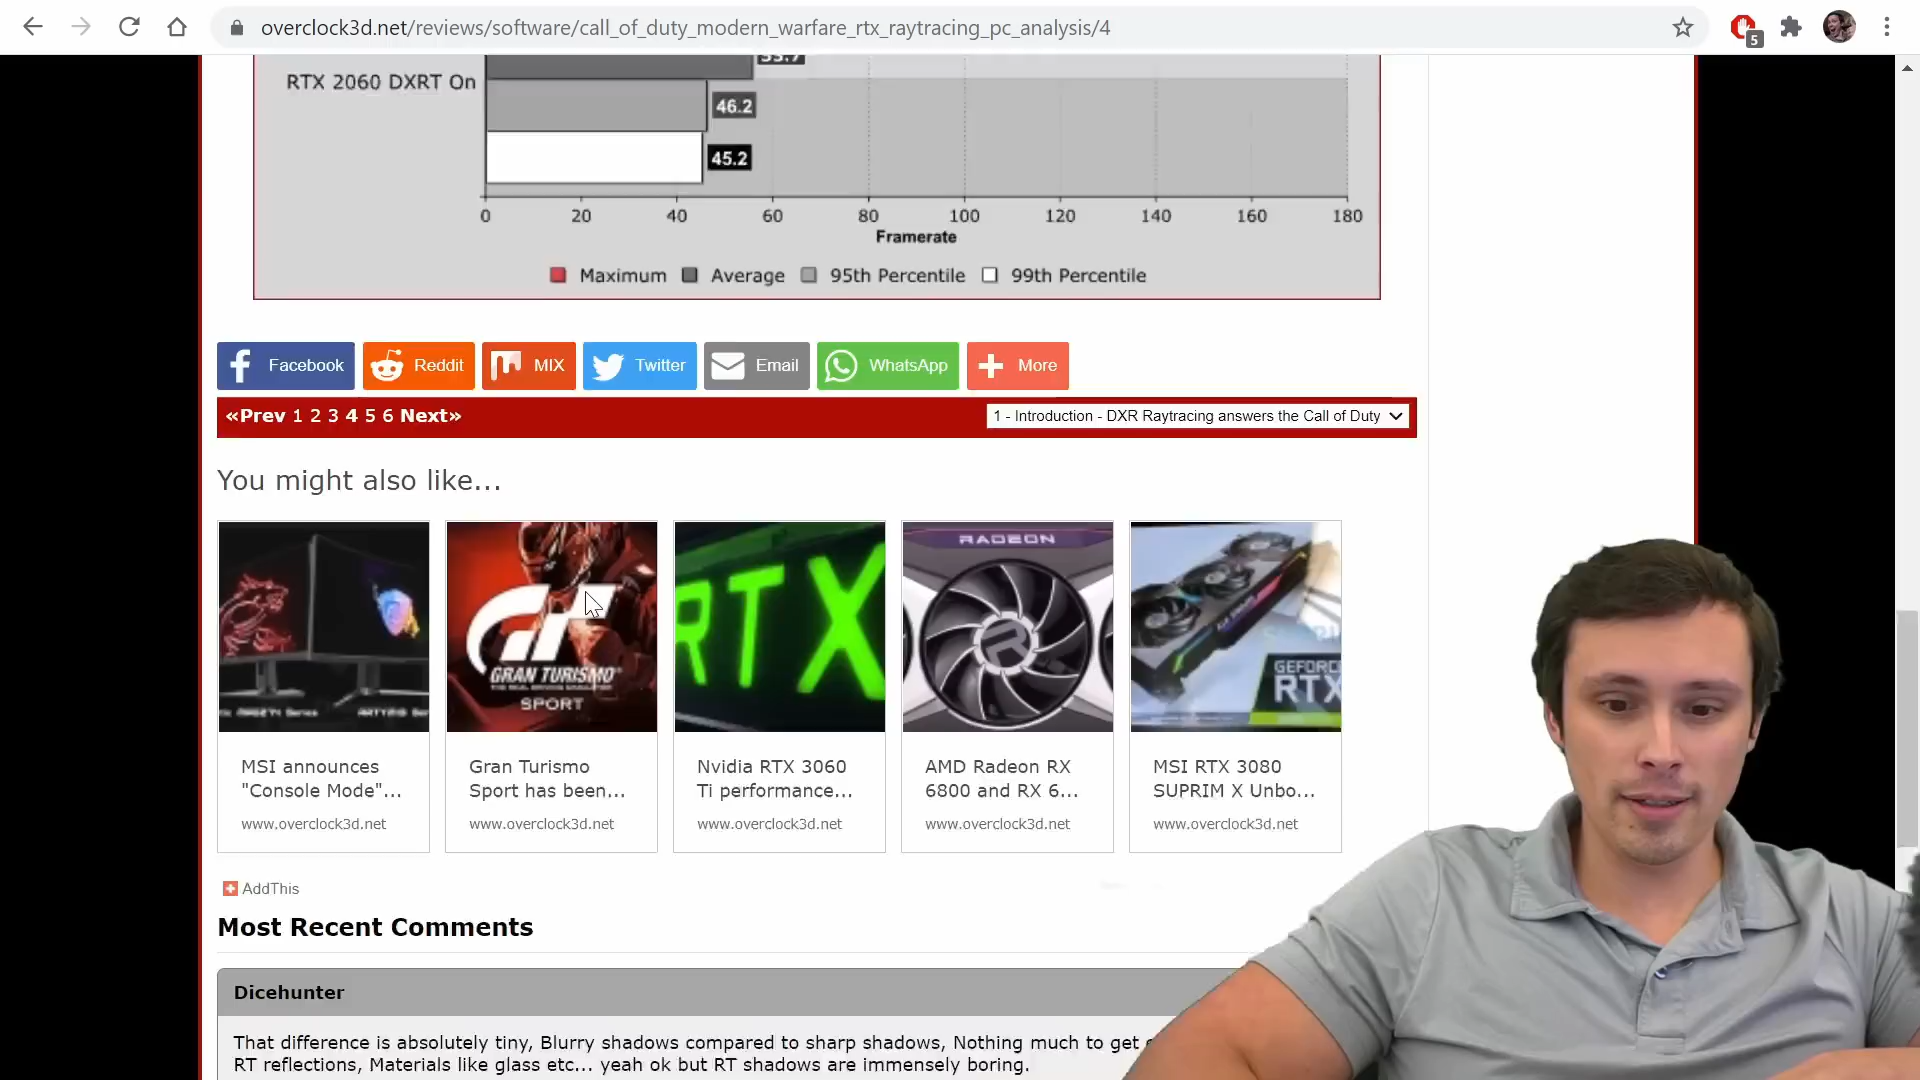 overclock3d.net/reviews/software/call_of_duty_modern_warfare_rtx_raytracing_pc_analysis/4
5
RTX 2060 DXRT On
46.2
45.2
0 20 40 60 80 100 120 140 160 180
Framerate
Maximum Average 95th Percentile 99th Percentile
Facebook Reddit MIX Twitter Email WhatsApp More
«Prev 1 2 3 4 5 6 Next»
1 - Introduction - DXR Raytracing answers the Call of Duty
You might also like...
RADEON
GRAN TURISMO
SPORT
RTX
GEFORCE
RTX
MSI announces
"Console Mode"...
www.overclock3d.net
Gran Turismo
Sport has been...
www.overclock3d.net
Nvidia RTX 3060
Ti performance...
www.overclock3d.net
AMD Radeon RX
6800 and RX 6...
www.overclock3d.net
MSI RTX 3080
SUPRIM X Unbo...
www.overclock3d.net
AddThis
Most Recent Comments
Dicehunter
That difference is absolutely tiny, Blurry shadows compared to sharp shadows, Nothing much to get
RT reflections, Materials like glass etc... yeah ok but RT shadows are immensely boring.